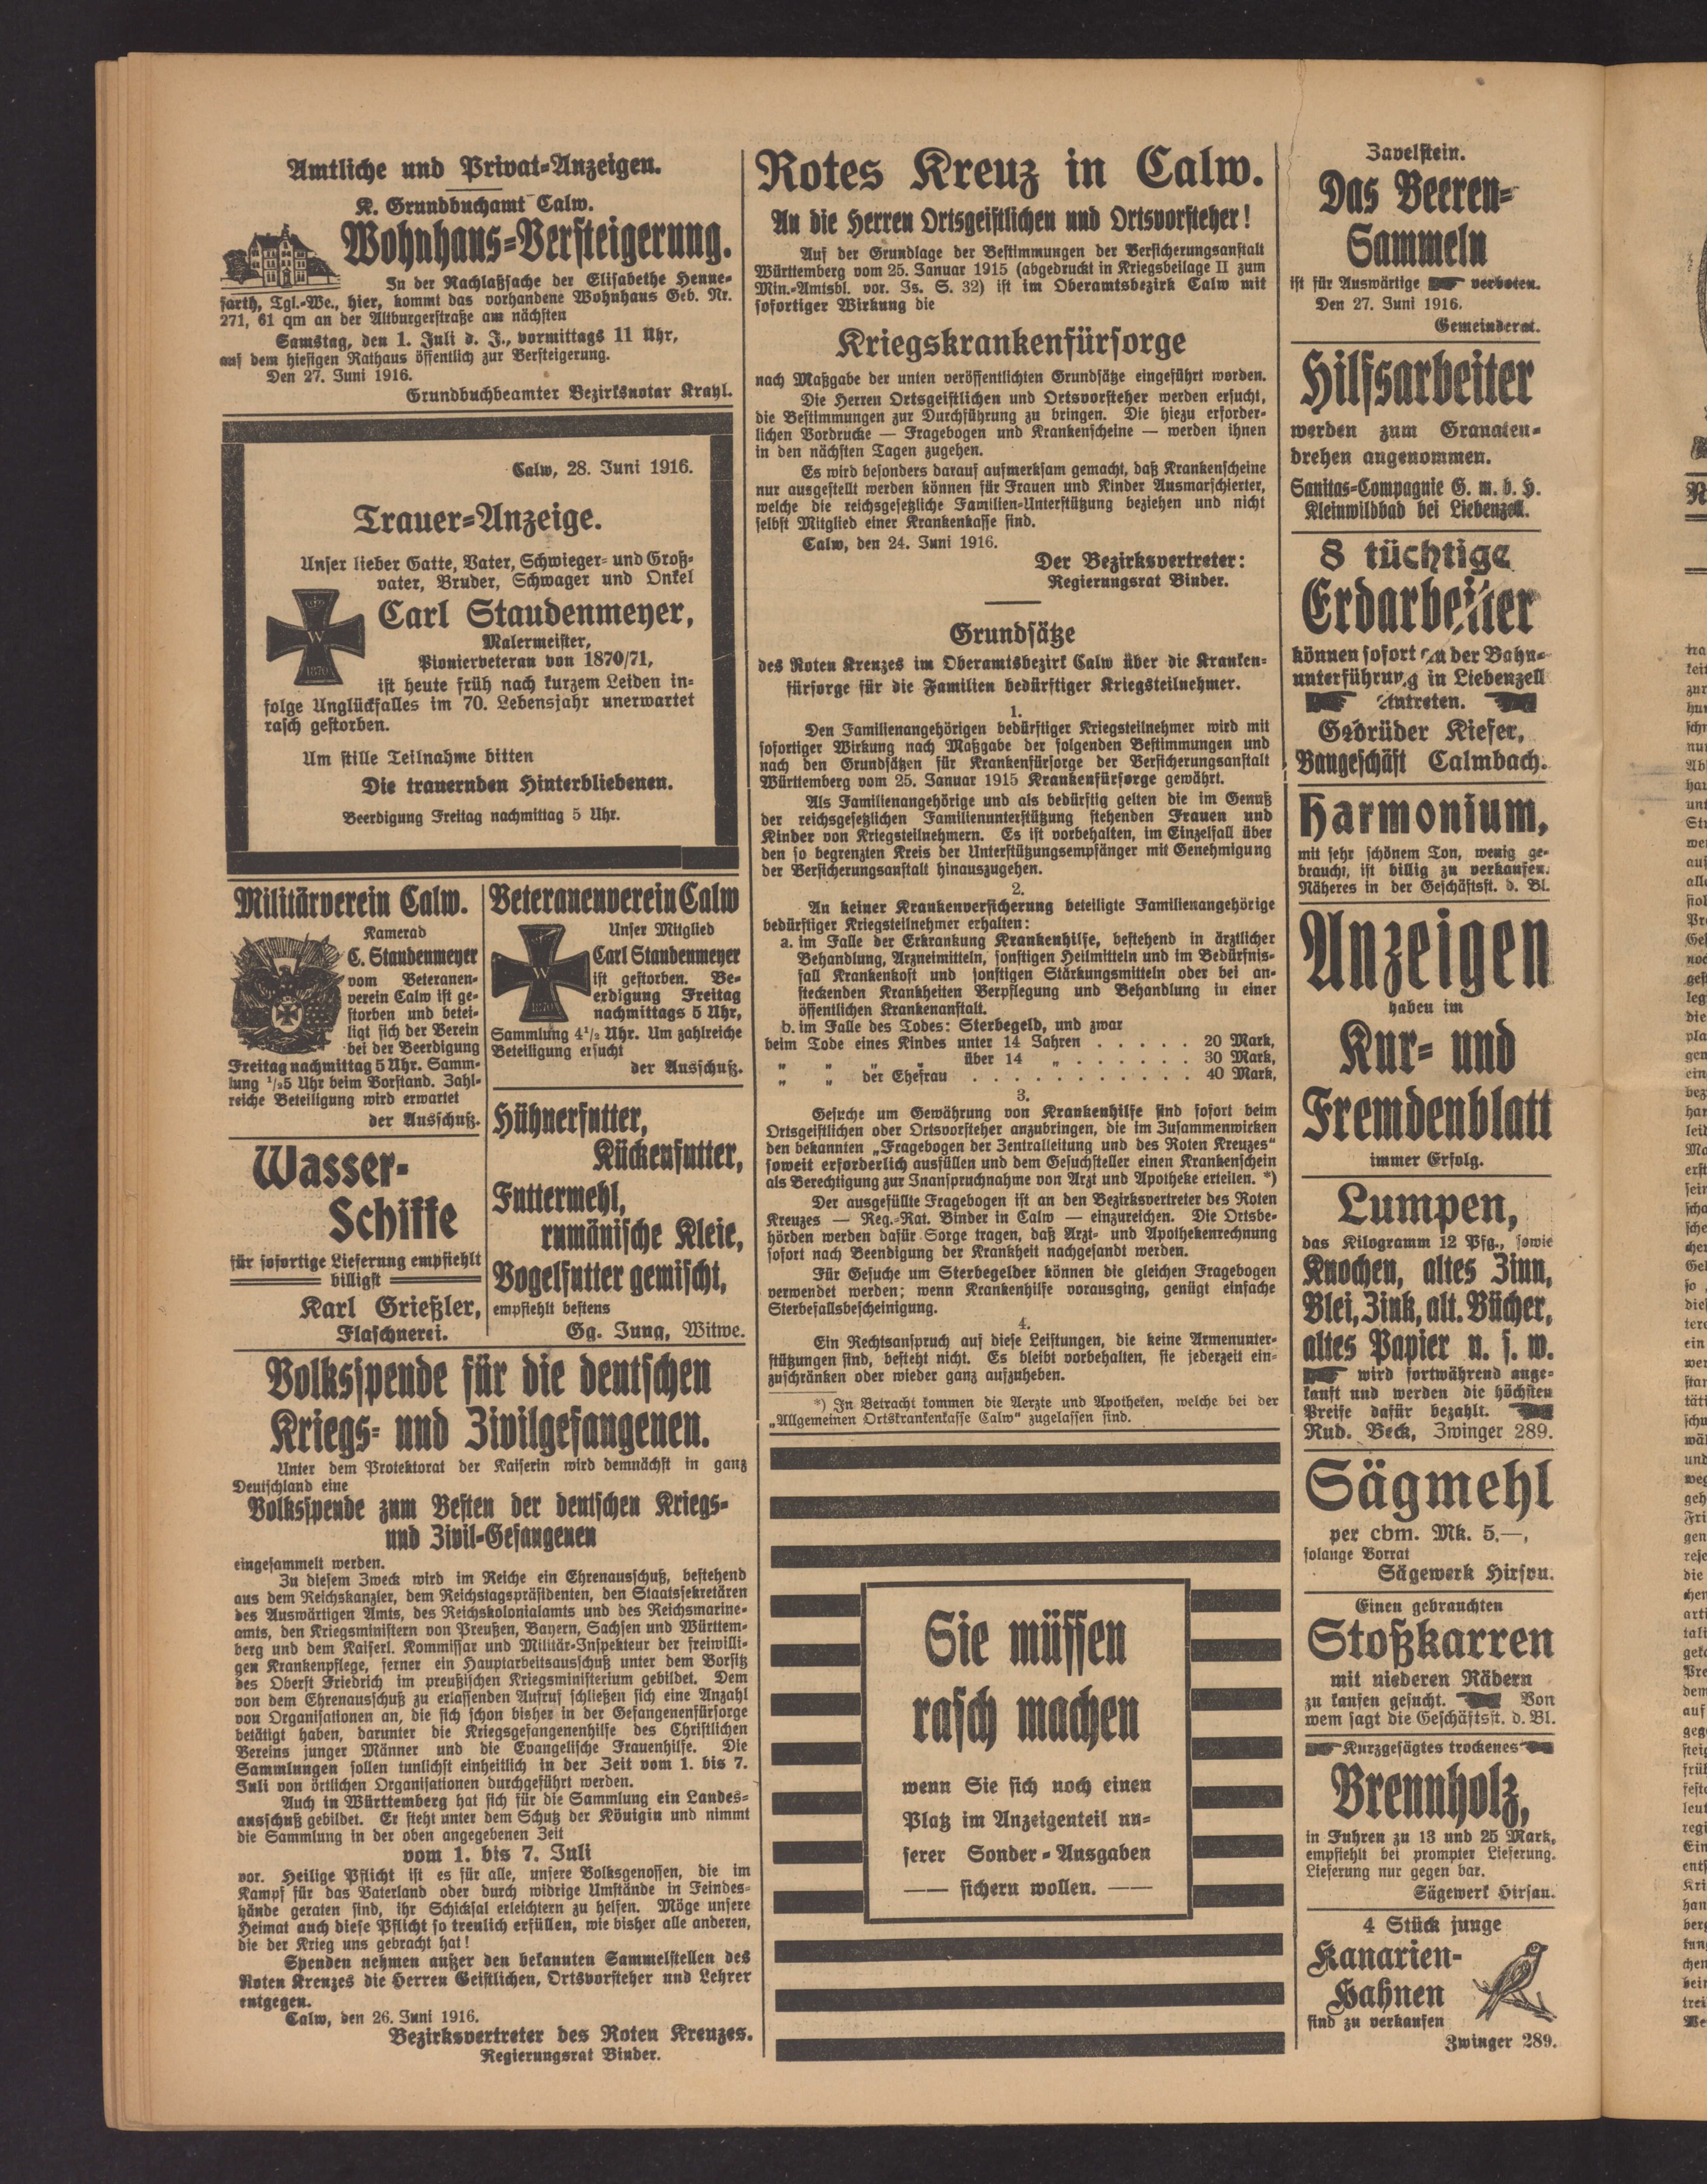 Amtliche und Privat-Anzeigen.
K. Grundbuchamt Calw.
Wohnhaus-Versteigerung.
In der Nachlaßsache der Elisabethe Henne-
farth, Tgl.-We., hier, kommt das vorhandene Wohnhaus Geb. Nr.
271, 61 qm an der Altburgerstraße am nächsten
Samstag, den 1. Juli d. J., vormittags 11 Uhr,
auf dem hiesigen Rathaus öffentlich zur Versteigerung.
Den 27. Juni 1916.
Grundbuchbeamter Bezirksnotar Krayl.
Calw, 28. Juni 1916.
Trauer-Anzeige.
Unser lieber Gatte, Vater, Schwieger- und Groß-
vater, Bruder, Schwager und Onkel
Carl Staudenmeyer,
Malermeister,
Pionierveteran von 1870/71,
W
1870
ist heute früh nach kurzem Leiden in-
folge Unglücksfalles im 70. Lebensjahr unerwartet
rasch gestorben.
Um stille Teilnahme bitten
Die trauernden Hinterbliebenen.
Beerdigung Freitag nachmittag 5 Uhr.
Militärverein Calw.
Kamerad
C. Staudenmeyer
vom Veteranen-
verein Calw ist ge-
storben und betei-
ligt sich der Verein
bei der Beerdigung
Freitag nachmittag 5 Uhr. Samm-
lung ½5 Uhr beim Vorstand. Zahl-
reiche Beteiligung wird erwartet
der Ausschuß.
Veteranenverein Calw
Unser Mitglied
Carl Staudenmeyer
ist gestorben. Be-
erdigung Freitag
nachmittags 5 Uhr,
W
1870
Sammlung 4½ Uhr. Um zahlreiche
Beteiligung ersucht
der Ausschuß.
Wasser-
Schiffe
für sofortige Lieferung empfiehlt
billigst
Karl Grießler,
Flaschnerei.
Hühnerfutter,
Kückenfutter,
Futtermehl,
rumänische Kleie,
Vogelfutter gemischt,
empfiehlt bestens
Gg. Jung, Witwe.
Volksspende für die deutschen
Kriegs- und Zivilgefangenen.
Unter dem Protektorat der Kaiserin wird demnächst in ganz
Deutschland eine
Volksspende zum Besten der deutschen Kriegs-
und Zivil-Gefangenen
eingesammelt werden.
Zu diesem Zweck wird im Reiche ein Ehrenausschuß, bestehend
aus dem Reichskanzler, dem Reichstagspräsidenten, den Staatssekretären
des Auswärtigen Amts, des Reichskolonialamts und des Reichsmarine-
amts, den Kriegsministern von Preußen, Bayern, Sachsen und Württem-
berg und dem Kaiserl. Kommissar und Militär-Inspekteur der freiwilli-
gen Krankenpflege, ferner ein Hauptarbeitsausschuß unter dem Vorsitz
des Oberst Friedrich im preußischen Kriegsministerium gebildet. Dem
von dem Ehrenausschuß zu erlassenden Aufruf schließen sich eine Anzahl
von Organisationen an, die sich schon bisher in der Gefangenenfürsorge
betätigt haben, darunter die Kriegsgefangenenhilfe des Christlichen
Vereins junger Männer und die Evangelische Frauenhilfe. Die
Sammlungen sollen tunlichst einheitlich in der Zeit vom 1. bis 7.
Juli von örtlichen Organisationen durchgeführt werden.
Auch in Württemberg hat sich für die Sammlung ein Landes-
ausschuß gebildet. Er steht unter dem Schutz der Königin und nimmt
die Sammlung in der oben angegebenen Zeit
vom 1. bis 7. Juli
vor. Heilige Pflicht ist es für alle, unsere Volksgenossen, die im
Kampf für das Vaterland oder durch widrige Umstände in Feindes-
hände geraten sind, ihr Schicksal erleichtern zu helfen. Möge unsere
Heimat auch diese Pflicht so treulich erfüllen, wie bisher alle anderen,
die der Krieg uns gebracht hat!
Spenden nehmen außer den bekannten Sammelstellen des
Roten Kreuzes die Herren Geistlichen, Ortsvorsteher und Lehrer
entgegen.
Calw, den 26. Juni 1916.
Bezirksvertreter des Roten Kreuzes.
Regierungsrat Binder.
Rotes Kreuz in Calw.
An die Herren Ortsgeistlichen und Ortsvorsteher!
Auf der Grundlage der Bestimmungen der Versicherungsanstalt
Württemberg vom 25. Januar 1915 (abgedruckt in Kriegsbeilage II zum
Min.-Amtsbl. vor. Js. S. 32) ist im Oberamtsbezirk Calw mit
sofortiger Wirkung die
Kriegskrankenfürsorge
nach Maßgabe der unten veröffentlichten Grundsätze eingeführt worden.
Die Herren Ortsgeistlichen und Ortsvorsteher werden ersucht,
die Bestimmungen zur Durchführung zu bringen. Die hiezu erforder-
lichen Vordrucke — Fragebogen und Krankenscheine — werden ihnen
in den nächsten Tagen zugehen.
Es wird besonders darauf aufmerksam gemacht, daß Krankenscheine
nur ausgestellt werden können für Frauen und Kinder Ausmarschierter,
welche die reichsgesetzliche Familien-Unterstützung beziehen und nicht
selbst Mitglied einer Krankenkasse sind.
Calw, den 24. Juni 1916.
Der Bezirksvertreter:
Regierungsrat Binder.
Grundsätze
des Roten Kreuzes im Oberamtsbezirk Calw über die Kranken-
fürsorge für die Familien bedürftiger Kriegsteilnehmer.
1.
Den Familienangehörigen bedürftiger Kriegsteilnehmer wird mit
sofortiger Wirkung nach Maßgabe der folgenden Bestimmungen und
nach den Grundsätzen für Krankenfürsorge der Versicherungsanstalt
Württemberg vom 25. Januar 1915 Krankenfürsorge gewährt.
Als Familienangehörige und als bedürftig gelten die im Genuß
der reichsgesetzlichen Familienunterstützung stehenden Frauen und
Kinder von Kriegsteilnehmern. Es ist vorbehalten, im Einzelfall über
den so begrenzten Kreis der Unterstützungsempfänger mit Genehmigung
der Versicherungsanstalt hinauszugehen.
2.
An keiner Krankenversicherung beteiligte Familienangehörige
bedürftiger Kriegsteilnehmer erhalten:
a. im Falle der Erkrankung Krankenhilfe, bestehend in ärztlicher
Behandlung, Arzneimitteln, sonstigen Heilmitteln und im Bedürfnis-
fall Krankenkost und sonstigen Stärkungsmitteln oder bei an-
steckenden Krankheiten Verpflegung und Behandlung in einer
öffentlichen Krankenanstalt.
b. im Falle des Todes: Sterbegeld, und zwar
beim Tode eines Kindes unter 14 Jahren . . . . . 20 Mark,
„ „ „ „ über 14 „ . . . . . . 30 Mark,
„ „ der Ehefrau . . . . . . . . . . . 40 Mark,
3.
Gesuche um Gewährung von Krankenhilfe sind sofort beim
Ortsgeistlichen oder Ortsvorsteher anzubringen, die im Zusammenwirken
den bekannten „Fragebogen der Zentralleitung und des Roten Kreuzes“
soweit erforderlich ausfüllen und dem Gesuchsteller einen Krankenschein
als Berechtigung zur Inanspruchnahme von Arzt und Apotheke erteilen. *)
Der ausgefüllte Fragebogen ist an den Bezirksvertreter des Roten
Kreuzes — Reg.-Rat. Binder in Calw — einzureichen. Die Ortsbe-
hörden werden dafür Sorge tragen, daß Arzt- und Apothekenrechnung
sofort nach Beendigung der Krankheit nachgesandt werden.
Für Gesuche um Sterbegelder können die gleichen Fragebogen
verwendet werden; wenn Krankenhilfe vorausging, genügt einfache
Sterbefallsbescheinigung.
4.
Ein Rechtsanspruch auf diese Leistungen, die keine Armenunter-
stützungen sind, besteht nicht. Es bleibt vorbehalten, sie jederzeit ein-
zuschränken oder wieder ganz aufzuheben.
*) In Betracht kommen die Aerzte und Apotheken, welche bei der
„Allgemeinen Ortskrankenkasse Calw“ zugelassen sind.
Sie müssen
rasch machen
wenn Sie sich noch einen
Platz im Anzeigenteil un-
serer Sonder-Ausgaben
—— sichern wollen. ——
Zavelstein.
Das Beeren-
Sammeln
ist für Auswärtige verboten.
Den 27. Juni 1916.
Gemeinderat.
Hilfsarbeiter
werden zum Granaten-
drehen angenommen.
Sanitas-Compagnie G. m. b. H.
Kleinwildbad bei Liebenzell.
8 tüchtige
Erdarbeiter
können sofort an der Bahn-
unterführung in Liebenzell
eintreten.
Gebrüder Kiefer,
Baugeschäft Calmbach.
Harmonium,
mit sehr schönem Ton, wenig ge-
braucht, ist billig zu verkaufen.
Näheres in der Geschäftsst. d. Bl.
Anzeigen
haben im
Kur- und
Fremdenblatt
immer Erfolg.
Lumpen,
das Kilogramm 12 Pfg., sowie
Knochen, altes Zinn,
Blei, Zink, alt. Bücher,
altes Papier u. s. w.
wird fortwährend ange-
kauft und werden die höchsten
Preise dafür bezahlt.
Rud. Beck, Zwinger 289.
Sägmehl
per cbm. Mk. 5.—,
solange Vorrat
Sägewerk Hirsau.
Einen gebrauchten
Stoßkarren
mit niederen Rädern
zu kaufen gesucht. Von
wem sagt die Geschäftsst. d. Bl.
Kurzgesägtes trockenes
Brennholz,
in Fuhren zu 13 und 25 Mark,
empfiehlt bei prompter Lieferung.
Lieferung nur gegen bar.
Sägewerk Hirsau.
4 Stück junge
Kanarien-
Hahnen
sind zu verkaufen
Zwinger 289.